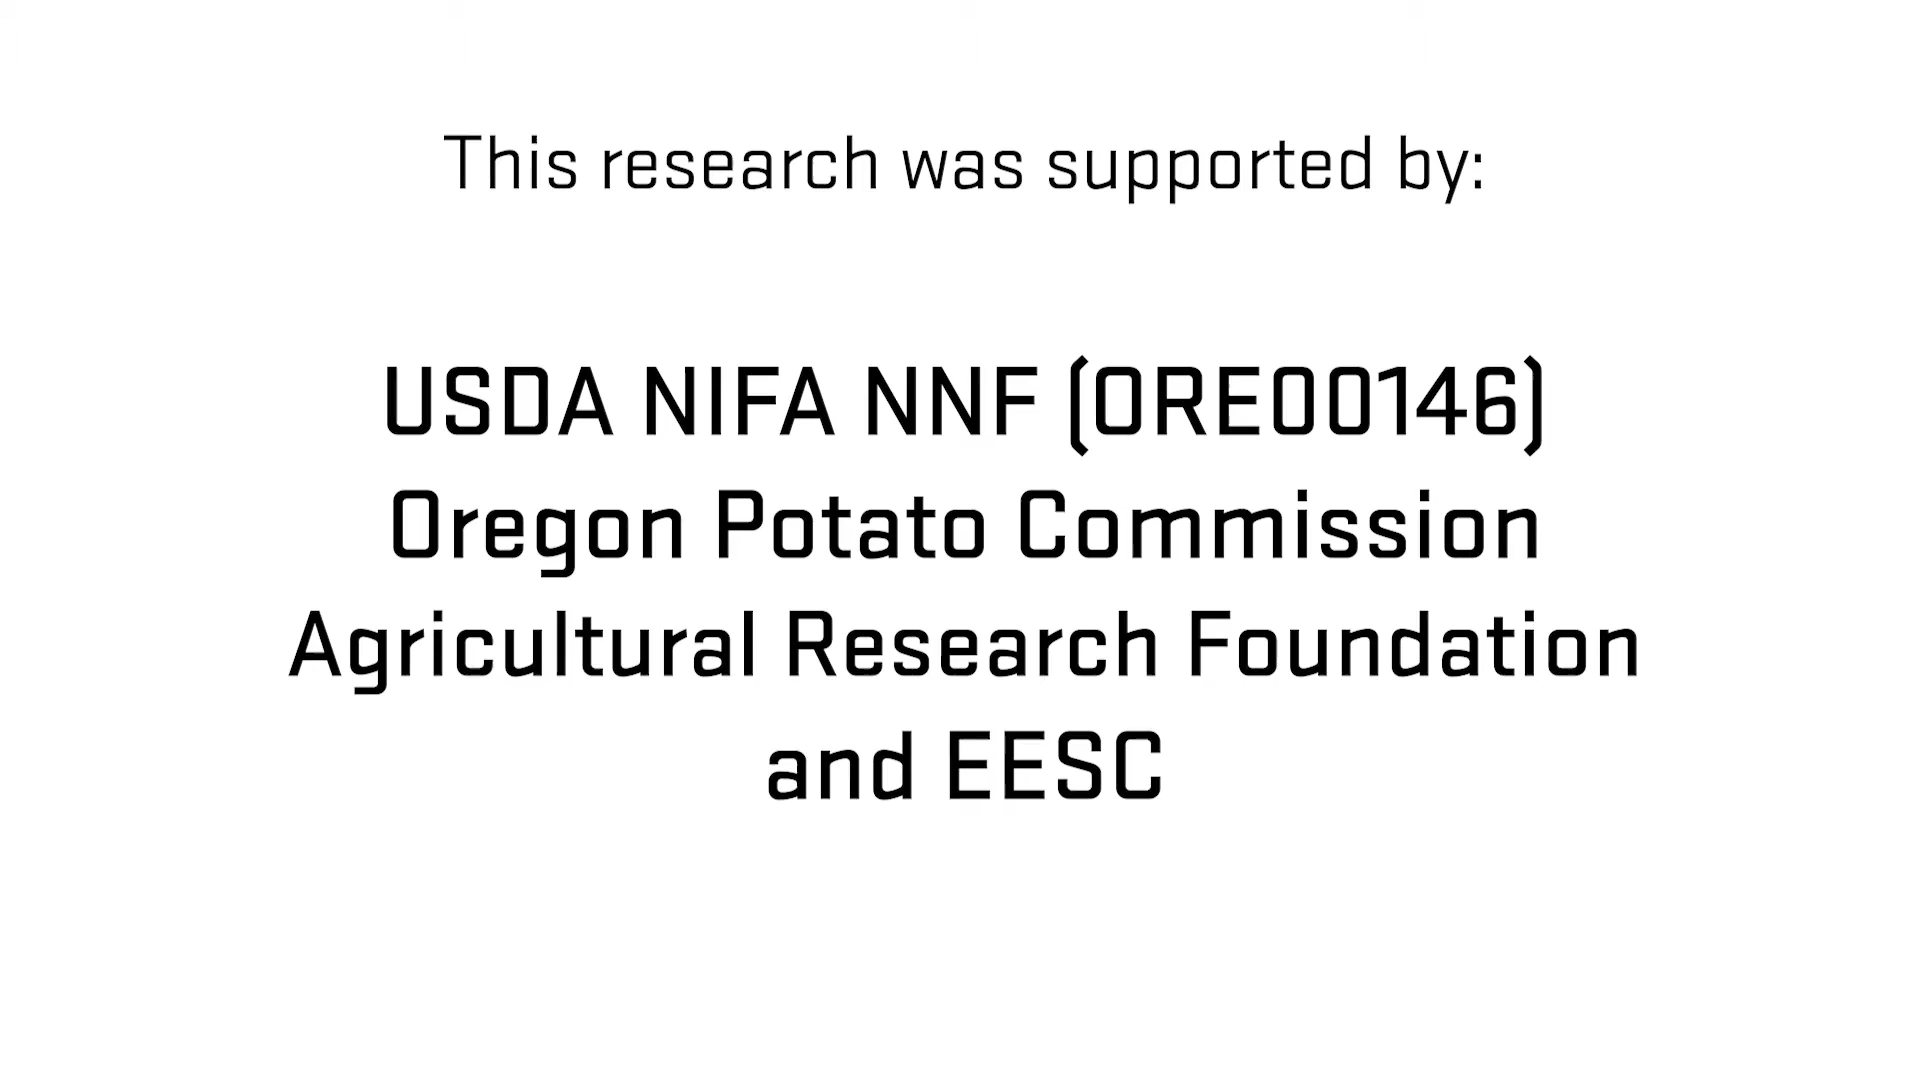 This research was supported by:
USDA NIFA NNF (ORE00146)
Oregon Potato Commission
Agricultural Research Foundation
and EESC